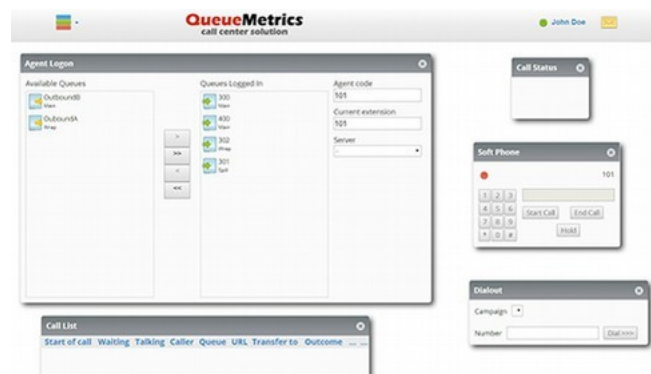 QueueMetrics
call center solution
John Doe
Agent Logon
Available Queues
OutboundB
Main
OuboundA
Wrap
>
>>
<
<<
Queues Logged In
300
Main
400
Main
302
Wrap
301
Spill
Agent code
101
Current extension
101
Server
-
Call Status
Soft Phone
101
1 2 3
4 5 6
7 8 9
* 0 #
Start Call End Call
Hold
Dialout
Campaign
Number Dial >>>
Call List
Start of call Waiting Talking Caller Queue URL Transfer to Outcome ... ...